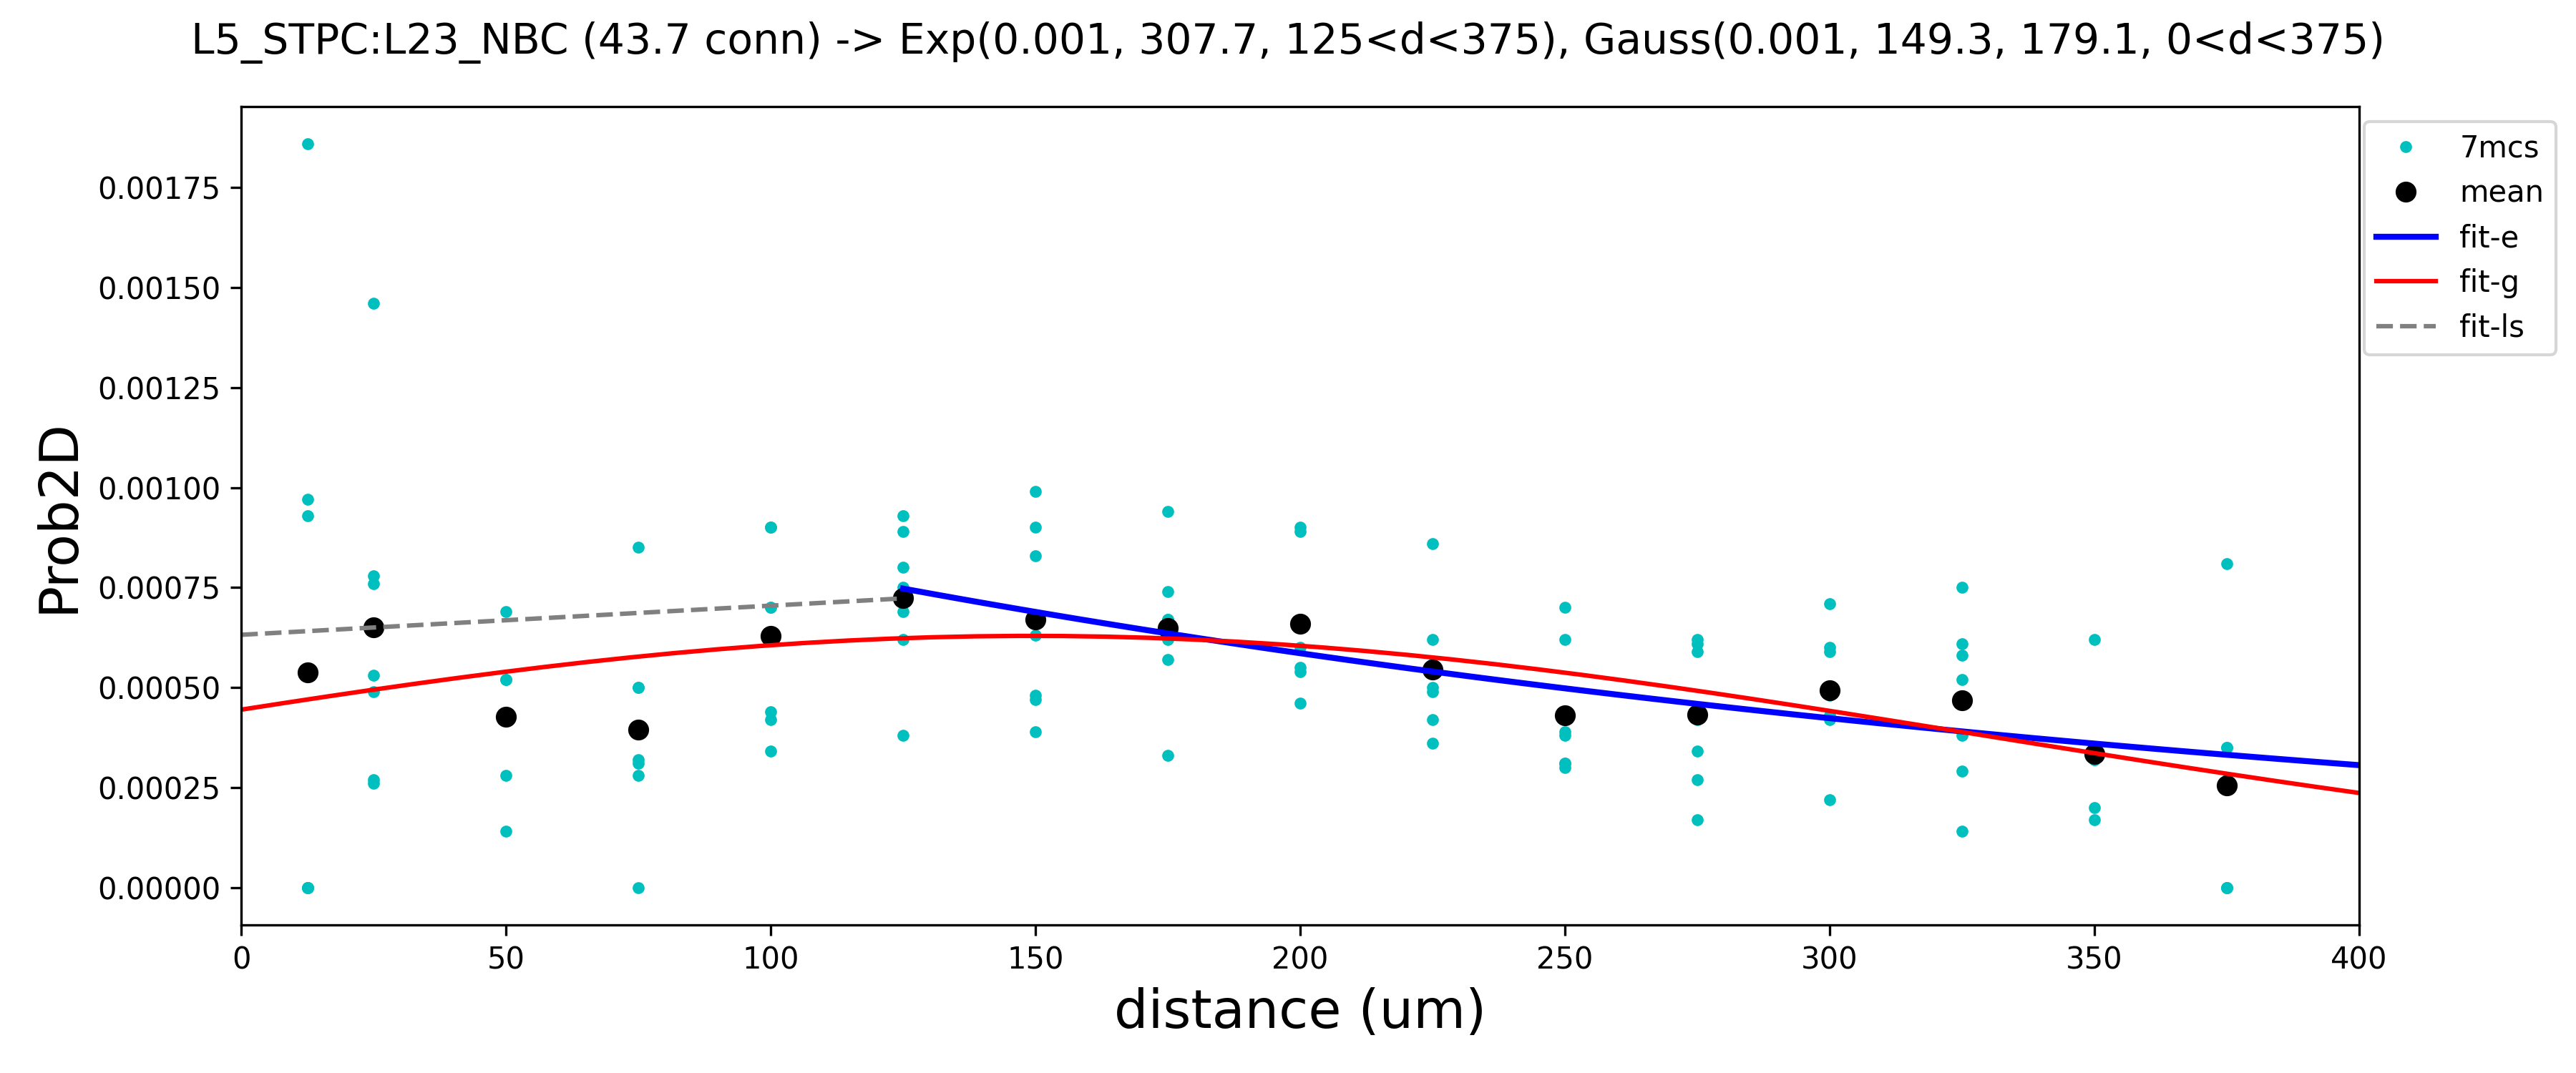 L5_STPC:L23_NBC (43.7 conn) -> Exp(0.001, 307.7, 125<d<375), Gauss(0.001, 149.3, 179.1, 0<d<375)
7mcs
mean
fit-e
fit-g
fit-ls
Prob2D
0.00175
0.00150
0.00125
0.00100
0.00075
0.00050
0.00025
0.00000
0 50 100 150 200 250 300 350 400
distance (um)